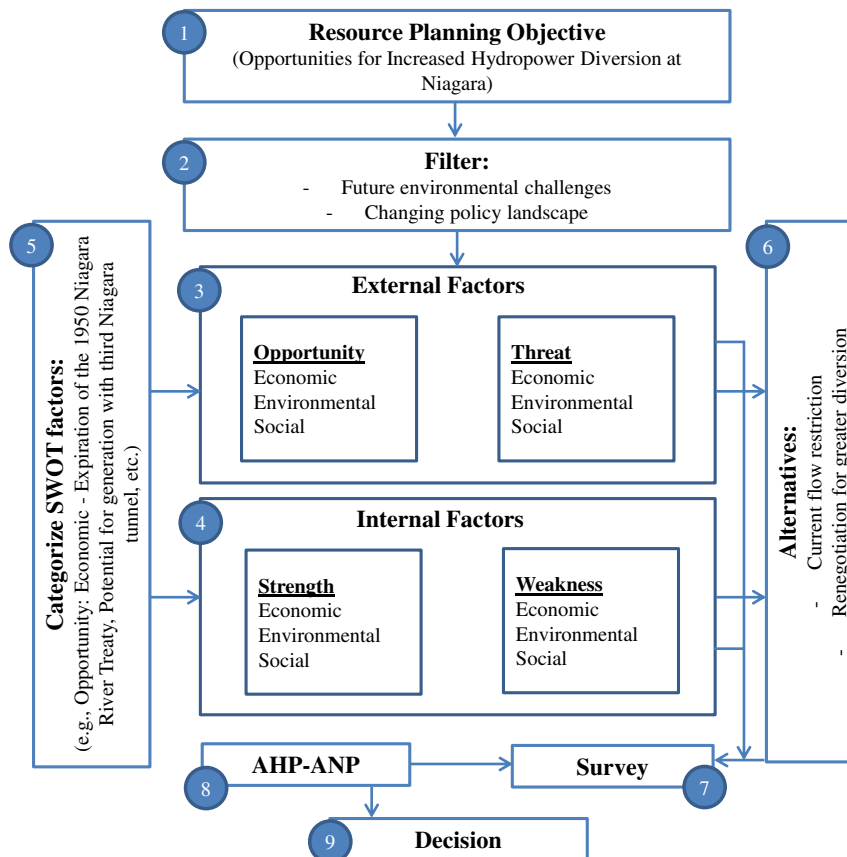 1
Resource Planning Objective
(Opportunities for Increased Hydropower Diversion at
Niagara)
2
Filter:
- Future environmental challenges
- Changing policy landscape
5
Categorize SWOT factors:
(e.g., Opportunity: Economic - Expiration of the 1950 Niagara
River Treaty, Potential for generation with third Niagara
tunnel, etc.)
3
External Factors
Opportunity
Economic
Environmental
Social
Threat
Economic
Environmental
Social
4
Internal Factors
Strength
Economic
Environmental
Social
Weakness
Economic
Environmental
Social
6
Alternatives:
- Current flow restriction
- Renegotiation for greater diversion
AHP-ANP
8
Survey
7
9
Decision